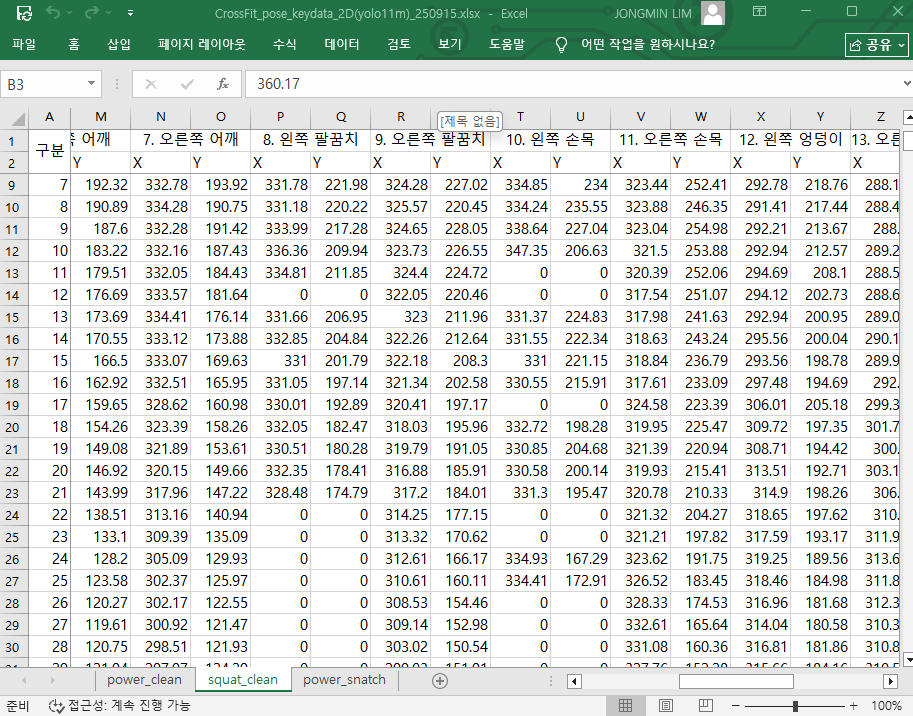 CrossFit_pose_keydata_2D(yolo11m)_250915.xlsx - Excel JONGMIN LIM
파일 홈 삽입 페이지 레이아웃 수식 데이터 검토 보기 도움말 어떤 작업을 원하시나요? 공유
B3 fx 360.17
[제목 없음]
A M N O P Q R T U V W X Y Z
1 구분 어깨 7. 오른쪽 어깨 8. 왼쪽 팔꿈치 9. 오른쪽 팔꿈치 10. 왼쪽 손목 11. 오른쪽 손목 12. 왼쪽 엉덩이 13. 오른
2 Y X Y X Y X Y X Y X Y X Y X
9 7 192.32 332.78 193.92 331.78 221.98 324.28 227.02 334.85 234 323.44 252.41 292.78 218.76 288.1
10 8 190.89 334.28 190.75 331.18 220.22 325.57 220.45 334.24 235.55 323.88 246.35 291.41 217.44 288.4
11 9 187.6 332.28 191.42 333.99 217.28 324.65 228.05 338.64 227.04 323.04 254.98 292.21 213.67 288.
12 10 183.22 332.16 187.43 336.36 209.94 323.73 226.55 347.35 206.63 321.5 253.88 292.94 212.57 289.2
13 11 179.51 332.05 184.43 334.81 211.85 324.4 224.72 0 0 320.39 252.06 294.69 208.1 288.5
14 12 176.69 333.57 181.64 0 0 322.05 220.46 0 0 317.54 251.07 294.12 202.73 288.6
15 13 173.69 334.41 176.14 331.66 206.95 323 211.96 331.37 224.83 317.98 241.63 292.94 200.95 289.0
16 14 170.55 333.12 173.88 332.85 204.84 322.26 212.64 331.55 222.34 318.63 243.24 295.56 200.04 290.1
17 15 166.5 333.07 169.63 331 201.79 322.18 208.3 331 221.15 318.84 236.79 293.56 198.78 289.9
18 16 162.92 332.51 165.95 331.05 197.14 321.34 202.58 330.55 215.91 317.61 233.09 297.48 194.69 292.
19 17 159.65 328.62 160.98 330.01 192.89 320.41 197.17 0 0 324.58 223.39 306.01 205.18 299.3
20 18 154.26 323.39 158.26 332.05 182.47 318.03 195.96 332.72 198.28 319.95 225.47 309.72 197.35 301.7
21 19 149.08 321.89 153.61 330.51 180.28 319.79 191.05 330.85 204.68 321.39 220.94 308.71 194.42 300.
22 20 146.92 320.15 149.66 332.35 178.41 316.88 185.91 330.58 200.14 319.93 215.41 313.51 192.71 303.1
23 21 143.99 317.96 147.22 328.48 174.79 317.2 184.01 331.3 195.47 320.78 210.33 314.9 198.26 306.
24 22 138.51 313.16 140.94 0 0 314.25 177.15 0 0 321.32 204.27 318.65 197.62 310.
25 23 133.1 309.39 135.09 0 0 313.32 170.62 0 0 321.21 197.82 317.59 193.17 311.9
26 24 128.2 305.09 129.93 0 0 312.61 166.17 334.93 167.29 323.62 191.75 319.25 189.56 313.6
27 25 123.58 302.37 125.97 0 0 310.61 160.11 334.41 172.91 326.52 183.45 318.46 184.98 311.8
28 26 120.27 302.17 122.55 0 0 308.53 154.46 0 0 328.33 174.53 316.96 181.68 312.3
29 27 119.61 300.92 121.47 0 0 309.14 152.98 0 0 332.61 165.64 314.04 180.58 310.3
30 28 120.75 298.51 121.93 0 0 303.02 150.54 0 0 331.08 160.36 316.81 181.86 310.8
power_clean squat_clean power_snatch
준비 접근성: 계속 진행 가능 100%